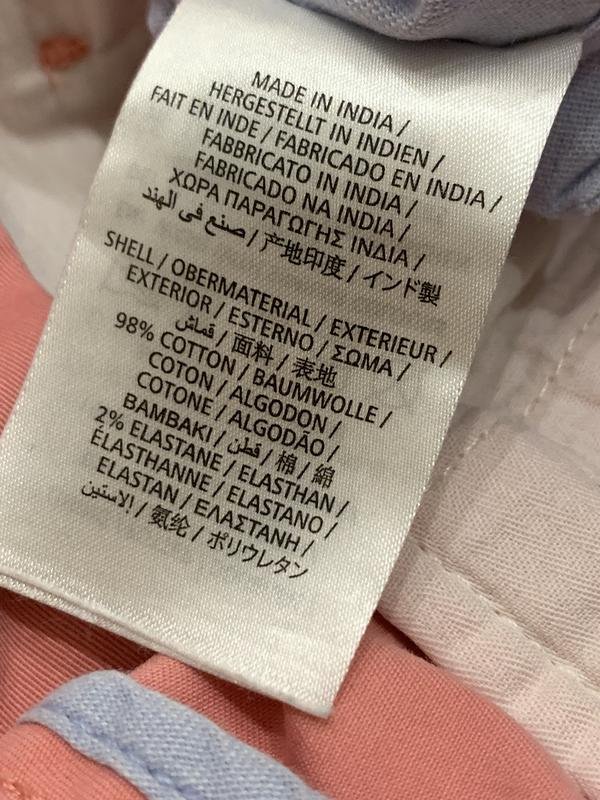 MADE IN INDIA /
HERGESTELLT IN INDIEN /
FAIT EN INDE / FABRICADO EN INDIA /
FABBRICATO IN INDIA /
FABRICADO NA INDIA /
ΧΩΡΑ ΠΑΡΑΓΩΓΗΣ ΙΝΔΙΑ /
صنع في الهند / 产地印度 / インド製
SHELL / OBERMATERIAL / EXTERIEUR /
EXTERIOR / ESTERNO / ΣΩΜΑ /
قماش / 面料 / 表地
98% COTTON / BAUMWOLLE /
COTON / ALGODON /
COTONE / ALGODÃO /
BAMBAKI / قطن / 棉 / 綿
2% ELASTANE / ELASTHAN /
ÉLASTHANNE / ELASTANO /
ELASTAN / ΕΛΑΣΤΑΝΗ /
الاستين / 氨纶 / ポリウレタン